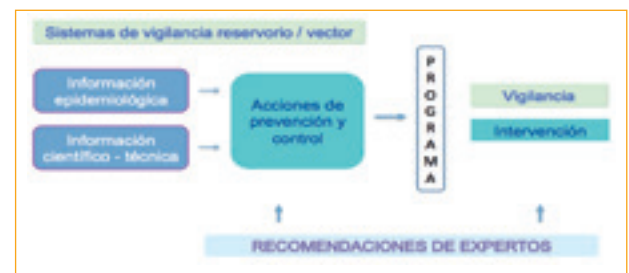 Sistemas de vigilancia reservorio / vector
Información
epidemiológica
Información
científico - técnica
Acciones de
prevención y
control
PROGRAMA
Vigilancia
Intervención
RECOMENDACIONES DE EXPERTOS